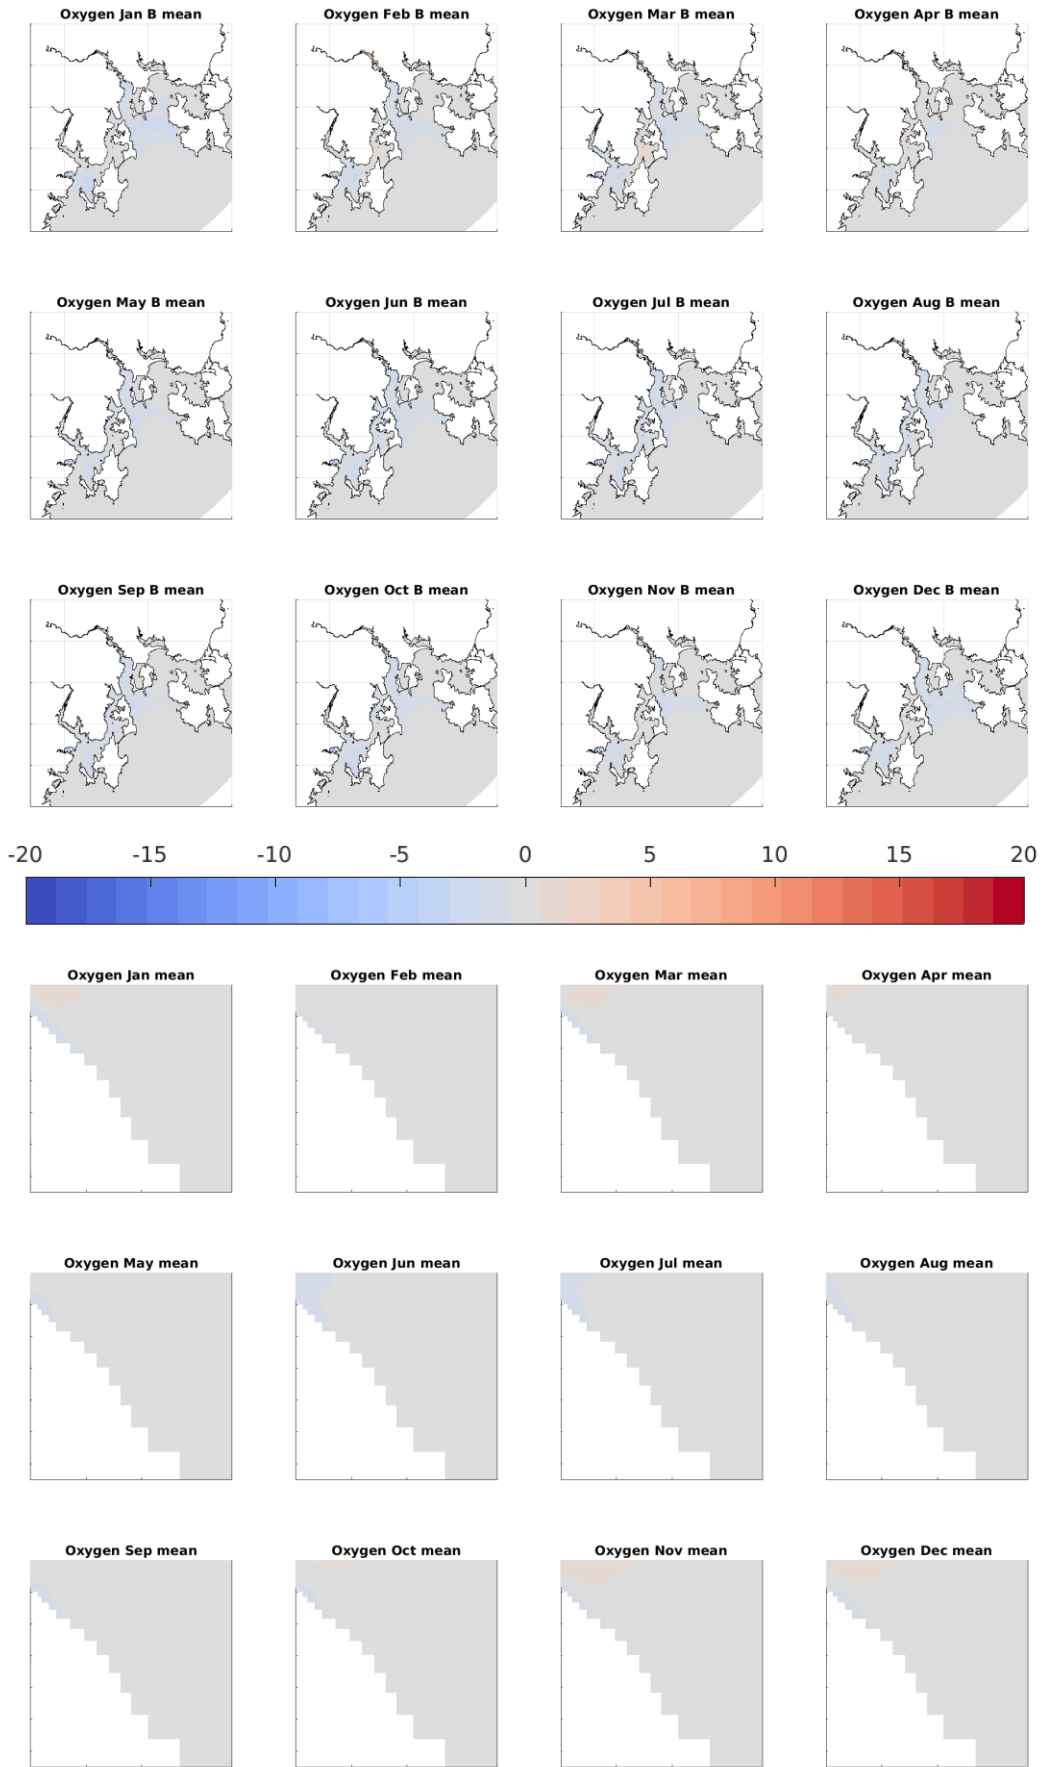 Oxygen Jan B mean Oxygen Feb B mean Oxygen Mar B mean Oxygen Apr B mean
Oxygen May B mean Oxygen Jun B mean Oxygen Jul B mean Oxygen Aug B mean
Oxygen Sep B mean Oxygen Oct B mean Oxygen Nov B mean Oxygen Dec B mean
-20 -15 -10 -5 0 5 10 15 20
Oxygen Jan mean Oxygen Feb mean Oxygen Mar mean Oxygen Apr mean
Oxygen May mean Oxygen Jun mean Oxygen Jul mean Oxygen Aug mean
Oxygen Sep mean Oxygen Oct mean Oxygen Nov mean Oxygen Dec mean